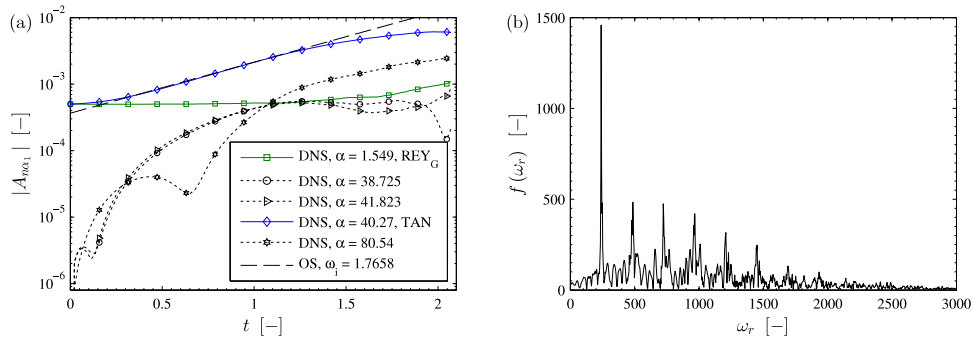 (a)
10^{-2}
10^{-3}
10^{-4}
10^{-5}
10^{-6}
|A_{nα_1}| [−]
DNS, α = 1.549, REY_G
DNS, α = 38.725
DNS, α = 41.823
DNS, α = 40.27, TAN
DNS, α = 80.54
OS, ω_i = 1.7658
0 0.5 1 1.5 2
t [−]
(b)
1500
1000
500
0
f (ω_r) [−]
0 500 1000 1500 2000 2500 3000
ω_r [−]